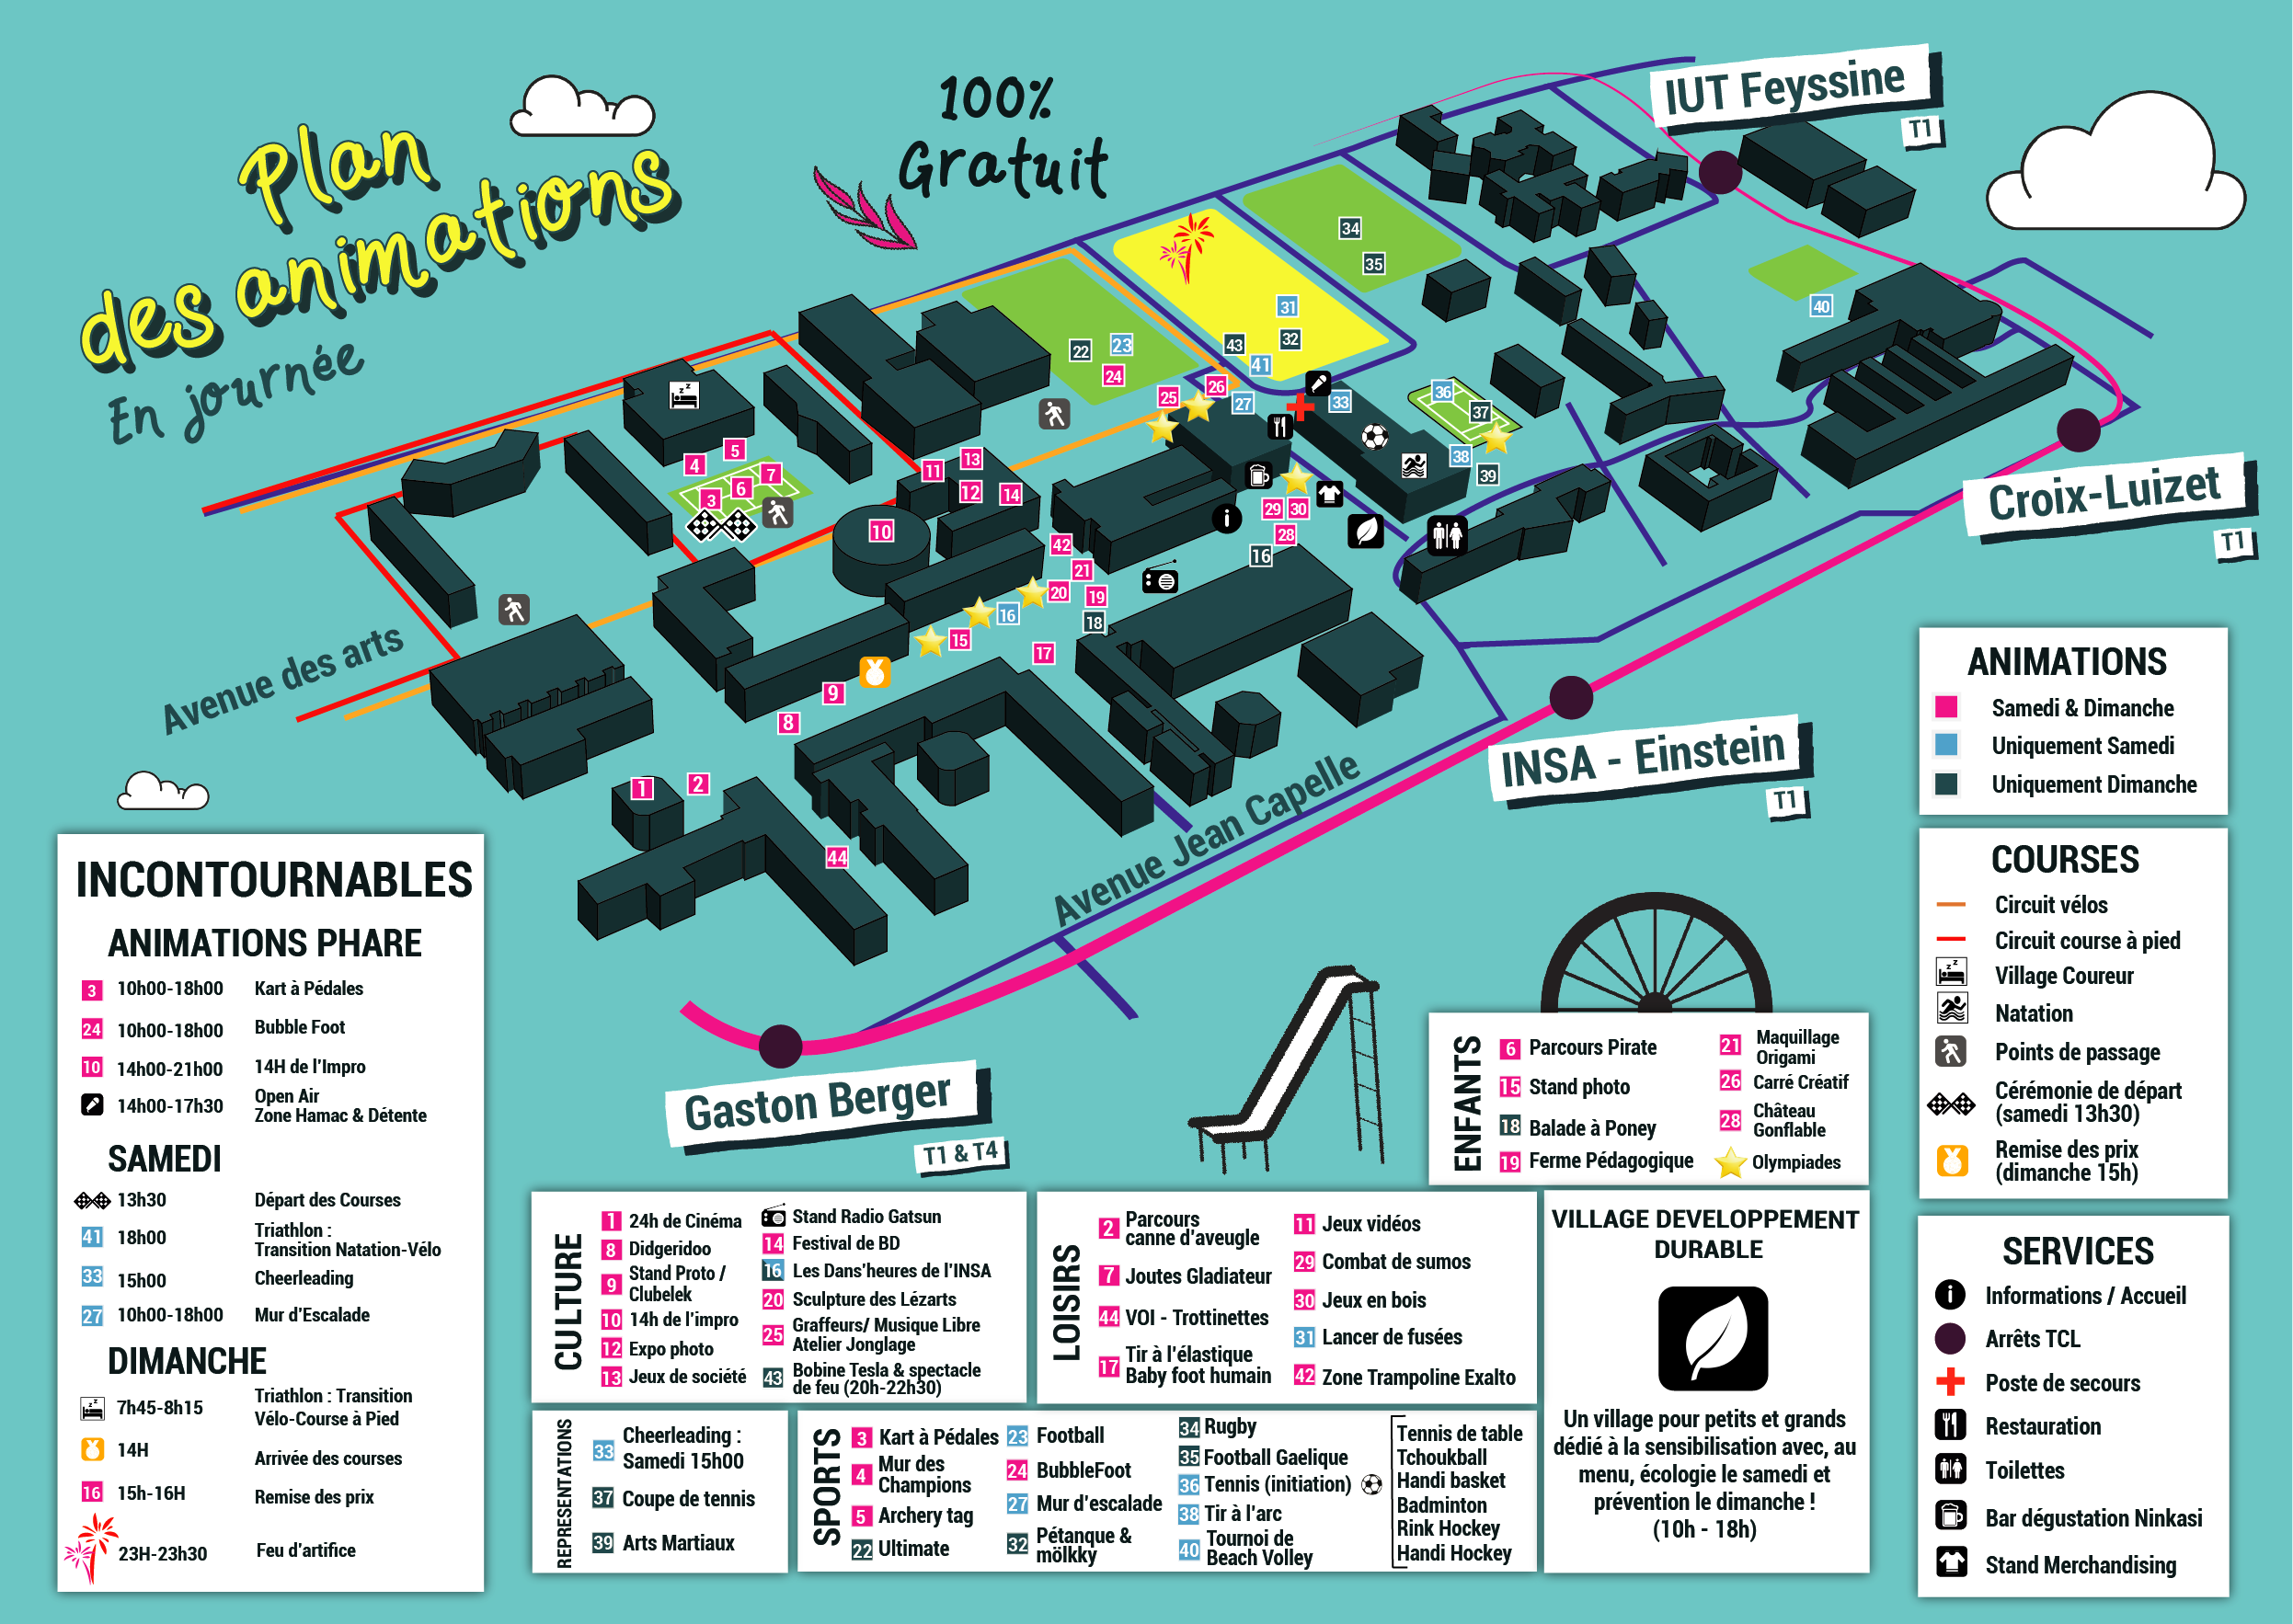 Plan
des animations
En journée
100%
Gratuit
IUT Feyssine
T1
Croix-Luizet
T1
INSA - Einstein
T1
Gaston Berger
T1 & T4
Avenue des arts
Avenue Jean Capelle
34
35
31
32
43
41
22
23
24
25
26
27
33
36
37
38
39
40
5
4
7
6
3
13
11
12
14
10
29
30
28
16
42
21
20
19
16
18
15
17
9
8
1
2
44
INCONTOURNABLES
ANIMATIONS PHARE
3 10h00-18h00 Kart à Pédales
24 10h00-18h00 Bubble Foot
10 14h00-21h00 14H de l'Impro
14h00-17h30 Open Air
Zone Hamac & Détente
SAMEDI
13h30 Départ des Courses
41 18h00 Triathlon :
Transition Natation-Vélo
33 15h00 Cheerleading
27 10h00-18h00 Mur d'Escalade
DIMANCHE
7h45-8h15 Triathlon : Transition
Vélo-Course à Pied
14H Arrivée des courses
16 15h-16H Remise des prix
23H-23h30 Feu d'artifice
ANIMATIONS
Samedi & Dimanche
Uniquement Samedi
Uniquement Dimanche
COURSES
Circuit vélos
Circuit course à pied
Village Coureur
Natation
Points de passage
Cérémonie de départ
(samedi 13h30)
Remise des prix
(dimanche 15h)
SERVICES
Informations / Accueil
Arrêts TCL
Poste de secours
Restauration
Toilettes
Bar dégustation Ninkasi
Stand Merchandising
ENFANTS
6 Parcours Pirate
15 Stand photo
18 Balade à Poney
19 Ferme Pédagogique
21 Maquillage
Origami
26 Carré Créatif
28 Château
Gonflable
Olympiades
CULTURE
1 24h de Cinéma
8 Didgeridoo
9 Stand Proto /
Clubelek
10 14h de l'impro
12 Expo photo
13 Jeux de société
Stand Radio Gatsun
14 Festival de BD
16 Les Dans'heures de l'INSA
20 Sculpture des Lézarts
25 Graffeurs/ Musique Libre
Atelier Jonglage
43 Bobine Tesla & spectacle
de feu (20h-22h30)
LOISIRS
2 Parcours
canne d'aveugle
7 Joutes Gladiateur
44 VOI - Trottinettes
17 Tir à l'élastique
Baby foot humain
11 Jeux vidéos
29 Combat de sumos
30 Jeux en bois
31 Lancer de fusées
42 Zone Trampoline Exalto
VILLAGE DEVELOPPEMENT
DURABLE
Un village pour petits et grands
dédié à la sensibilisation avec, au
menu, écologie le samedi et
prévention le dimanche !
(10h - 18h)
REPRESENTATIONS
33 Cheerleading :
Samedi 15h00
37 Coupe de tennis
39 Arts Martiaux
SPORTS
3 Kart à Pédales
4 Mur des
Champions
5 Archery tag
22 Ultimate
23 Football
24 BubbleFoot
27 Mur d'escalade
32 Pétanque &
mölkky
34 Rugby
35 Football Gaelique
36 Tennis (initiation)
38 Tir à l'arc
40 Tournoi de
Beach Volley
Tennis de table
Tchoukball
Handi basket
Badminton
Rink Hockey
Handi Hockey